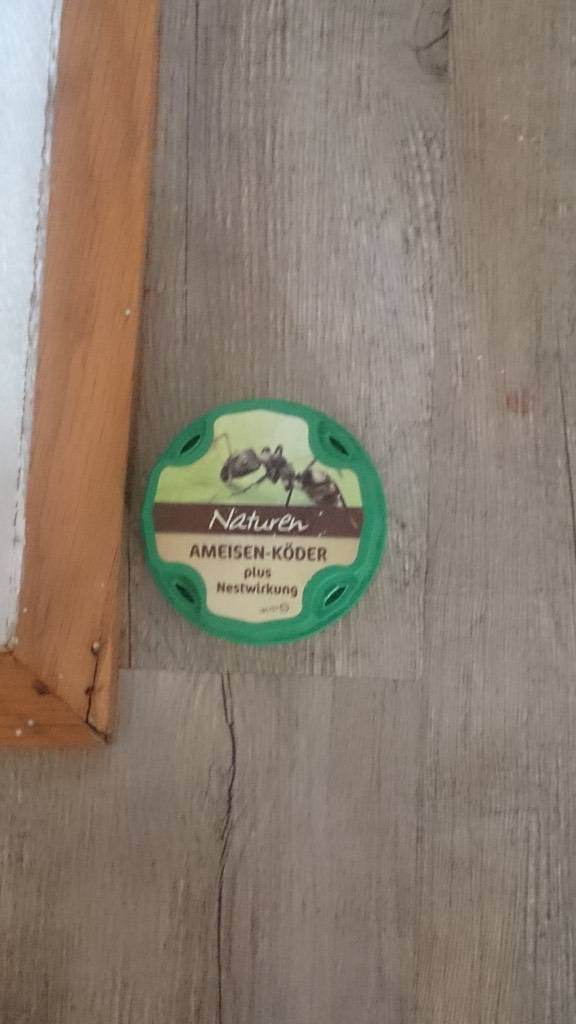 Naturen
AMEISEN-KÖDER
plus
Nestwirkung